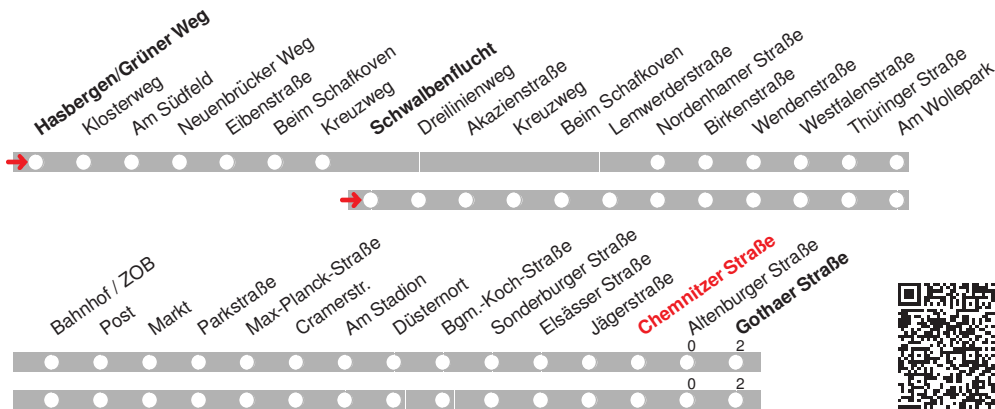 Hasbergen/Grüner Weg
Klosterweg
Am Südfeld
Neuenbrücker Weg
Eibenstraße
Beim Schafkoven
Kreuzweg
Schwalbenflucht
Dreilinienweg
Akazienstraße
Kreuzweg
Beim Schafkoven
Lemwerderstraße
Nordenhamer Straße
Birkenstraße
Wendenstraße
Westfalenstraße
Thüringer Straße
Am Wollepark
Bahnhof / ZOB
Post
Markt
Parkstraße
Max-Planck-Straße
Cramerstr.
Am Stadion
Düsternort
Bgm.-Koch-Straße
Sonderburger Straße
Elsässer Straße
Jägerstraße
Chemnitzer Straße
Altenburger Straße
Gothaer Straße
0 2
0 2